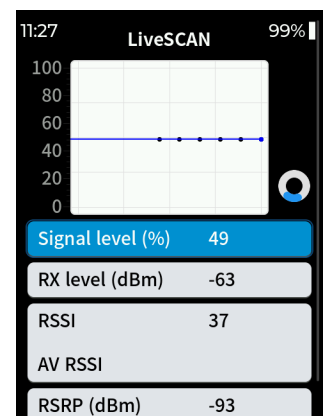 11:27
LiveSCAN
99%
100
80
60
40
20
0
Signal level (%) 49
RX level (dBm) -63
RSSI 37
AV RSSI
RSRP (dBm) -93